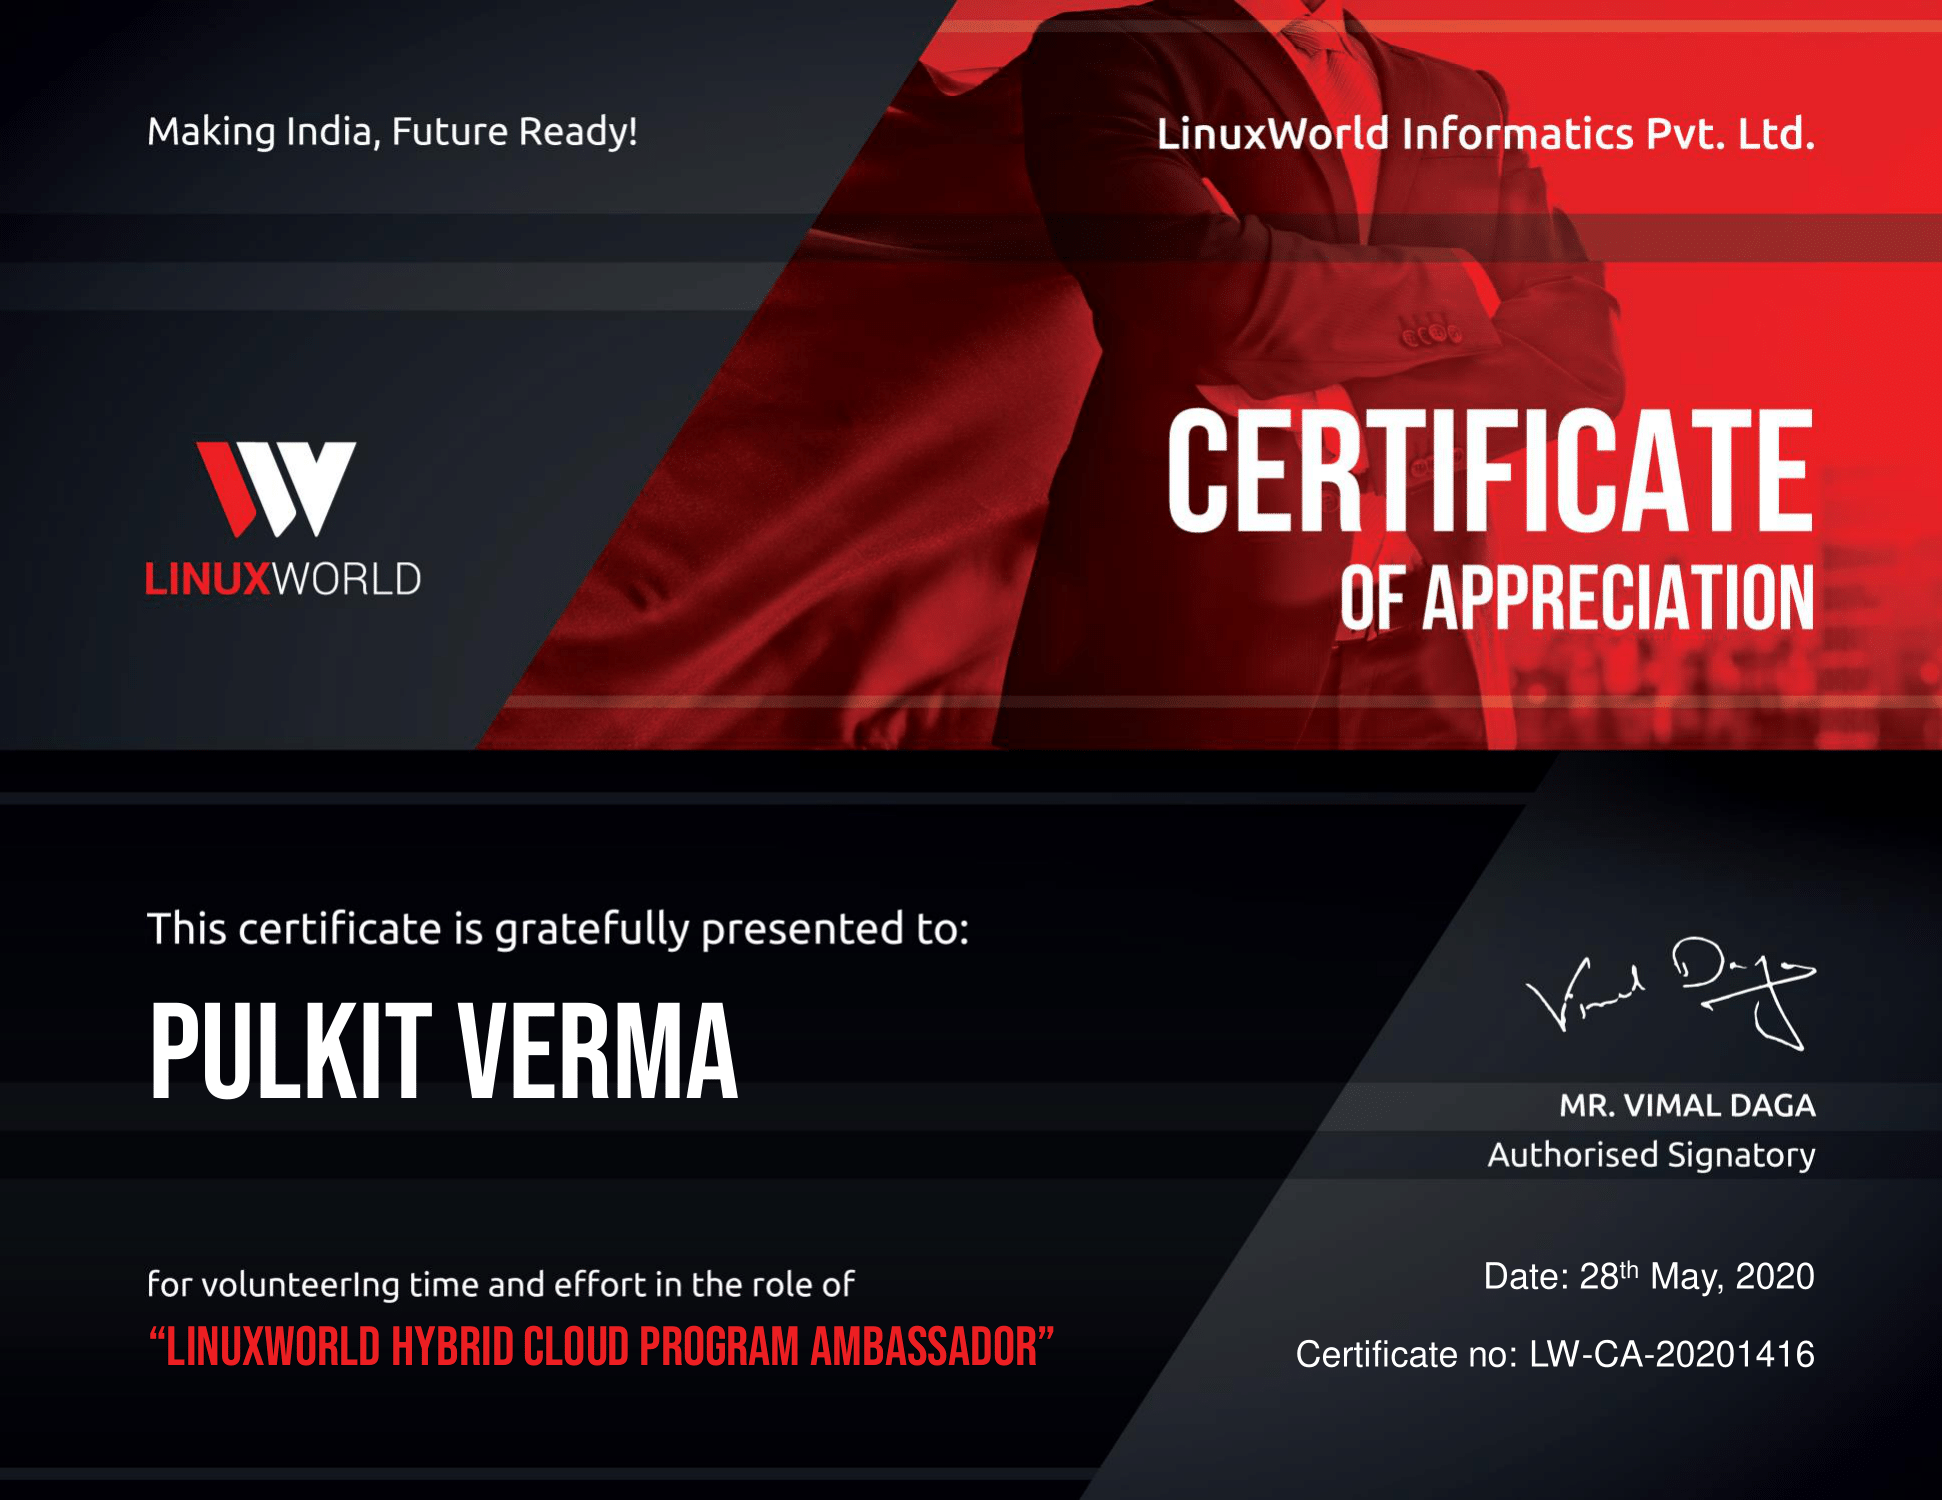 Making India, Future Ready!
LinuxWorld Informatics Pvt. Ltd.
LINUXWORLD
CERTIFICATE
OF APPRECIATION
This certificate is gratefully presented to:
PULKIT VERMA
Vimal Daga
MR. VIMAL DAGA
Authorised Signatory
for volunteerIng time and effort in the role of
“LINUXWORLD HYBRID CLOUD PROGRAM AMBASSADOR”
Date: 28th May, 2020
Certificate no: LW-CA-20201416